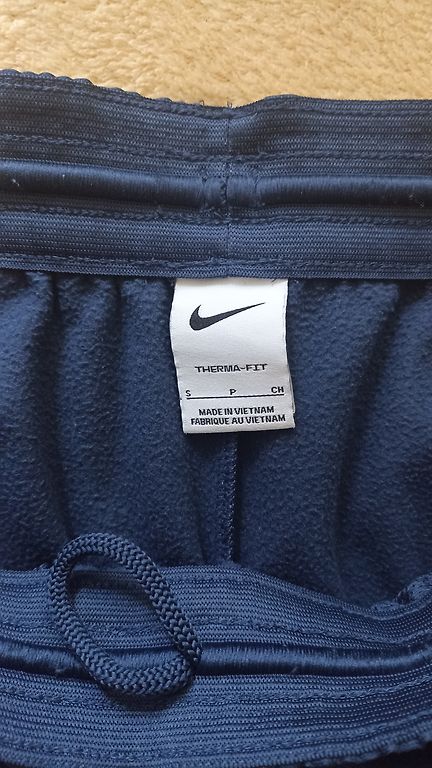 THERMA-FIT
S P CH
MADE IN VIETNAM
FABRIQUE AU VIETNAM